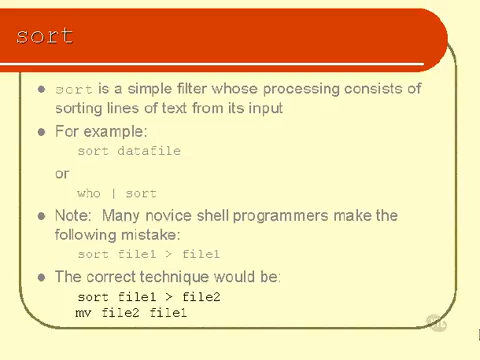 sort
sort is a simple filter whose processing consists of
sorting lines of text from its input
For example:
sort datafile
or
who | sort
Note: Many novice shell programmers make the
following mistake:
sort file1 > file1
The correct technique would be:
sort file1 > file2
mv file2 file1